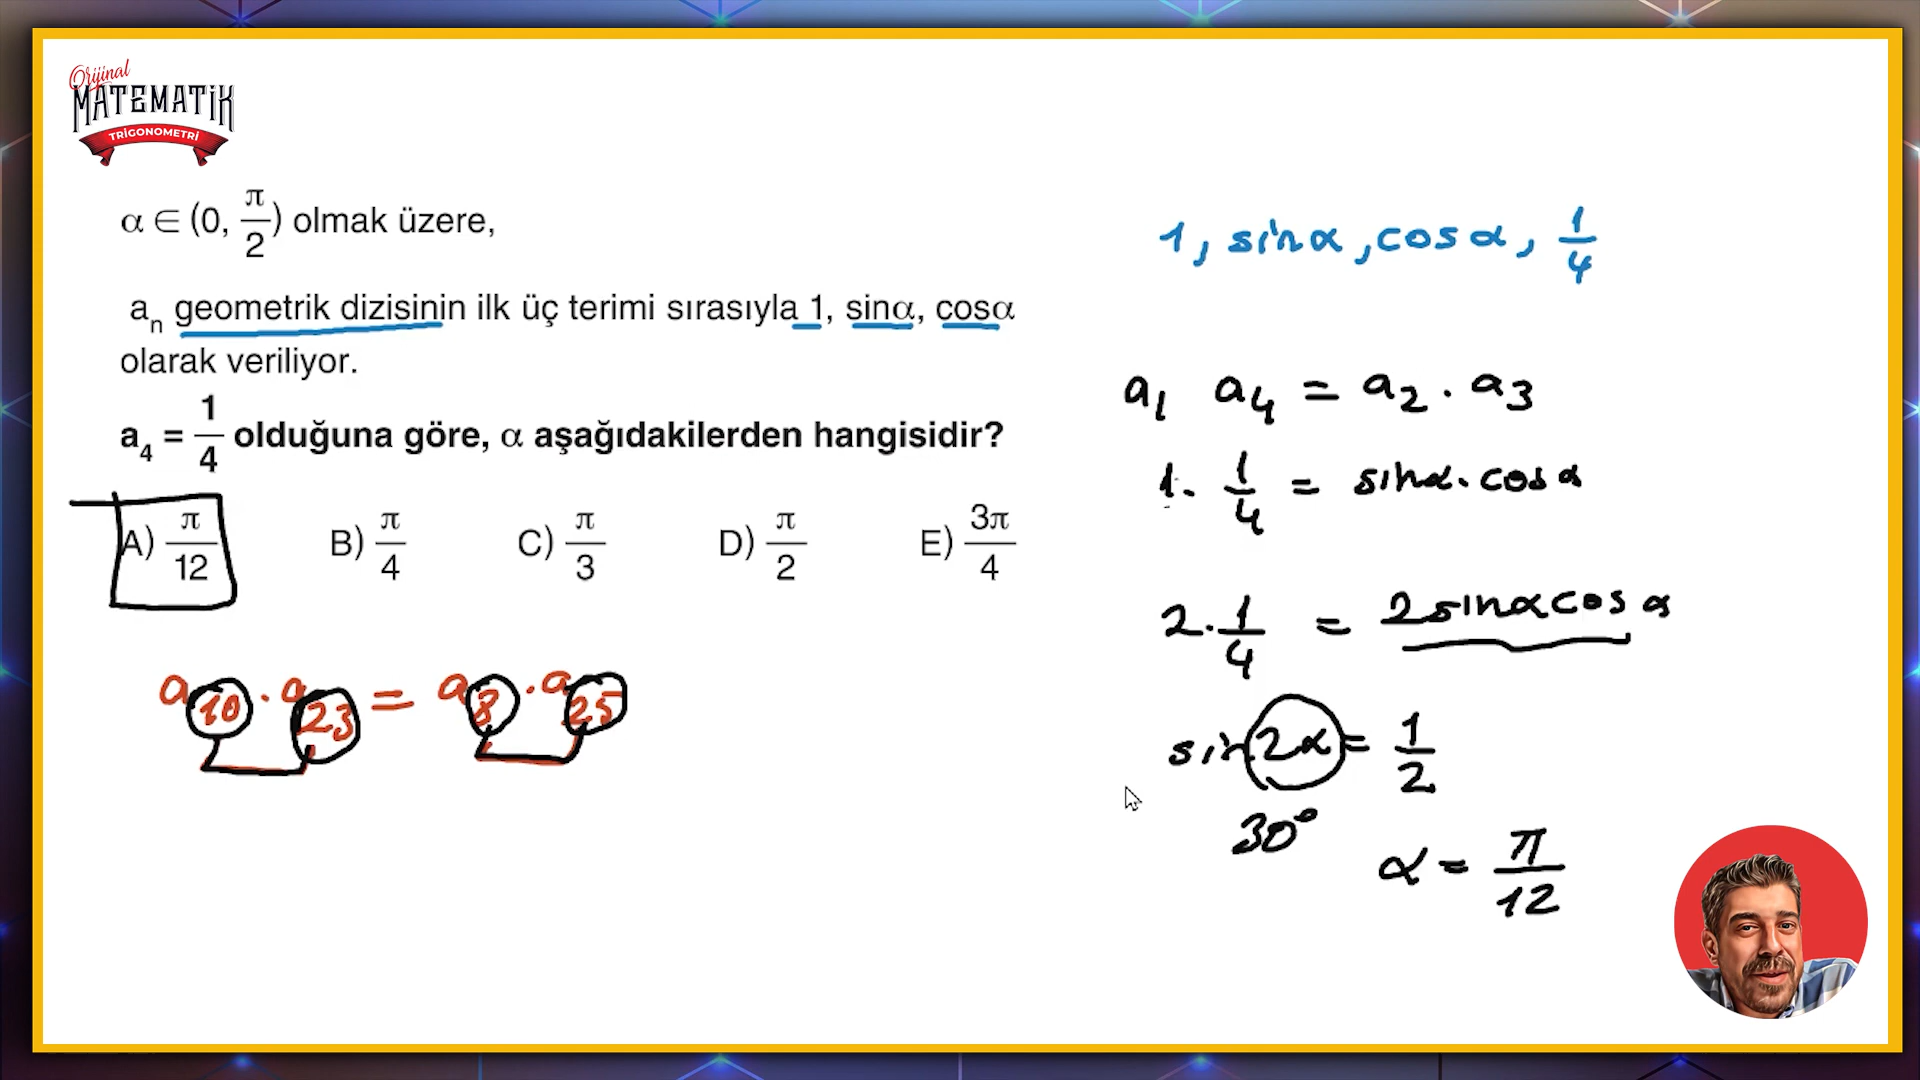 Orijinal
MATEMATİK
TRİGONOMETRİ
α ∈ (0, π/2) olmak üzere,
aₙ geometrik dizisinin ilk üç terimi sırasıyla 1, sinα, cosα
olarak veriliyor.
a₄ = 1/4 olduğuna göre, α aşağıdakilerden hangisidir?
A) π/12 B) π/4 C) π/3 D) π/2 E) 3π/4
a₁₀ . a₂₃ = a₈ . a₂₅
1, sinα, cosα, 1/4
a₁ a₄ = a₂ . a₃
1 . 1/4 = sinα . cosα
2 . 1/4 = 2sinαcosα
sin2α = 1/2
30°
α = π/12